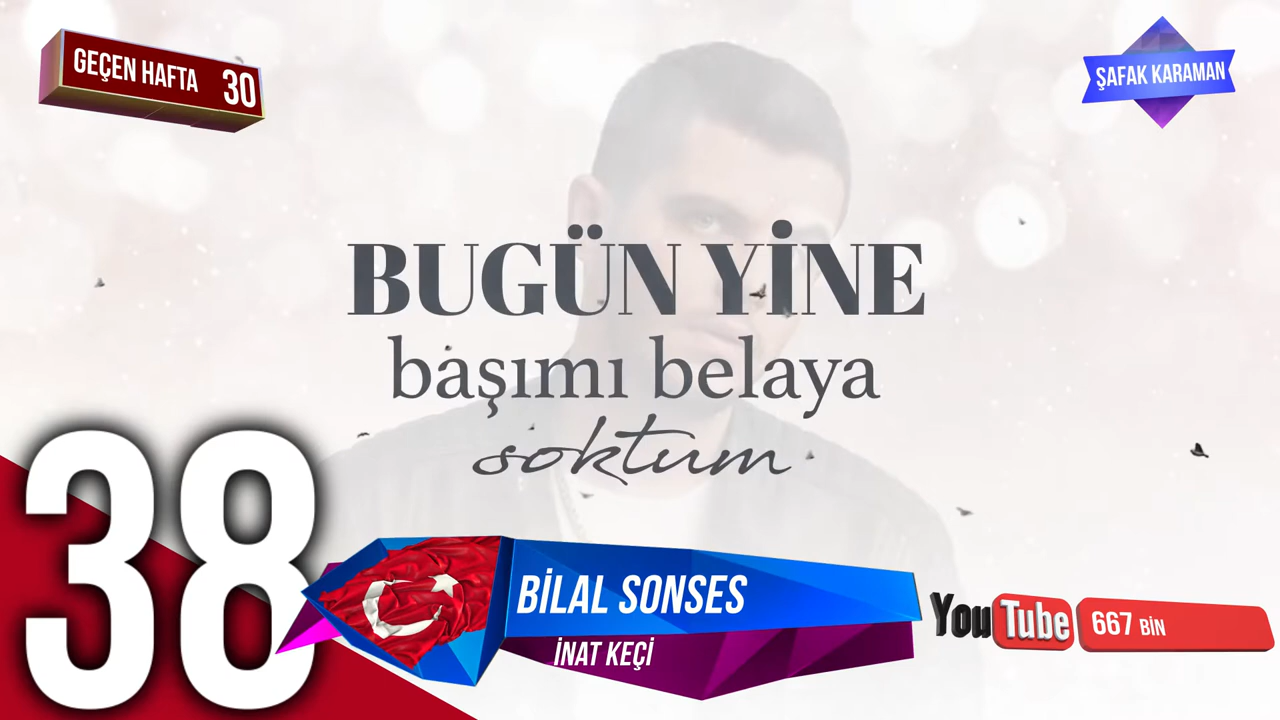 GEÇEN HAFTA 30
ŞAFAK KARAMAN
BUGÜN YİNE
başımı belaya
soktum
38
BİLAL SONSES
İNAT KEÇİ
YouTube 667 BİN